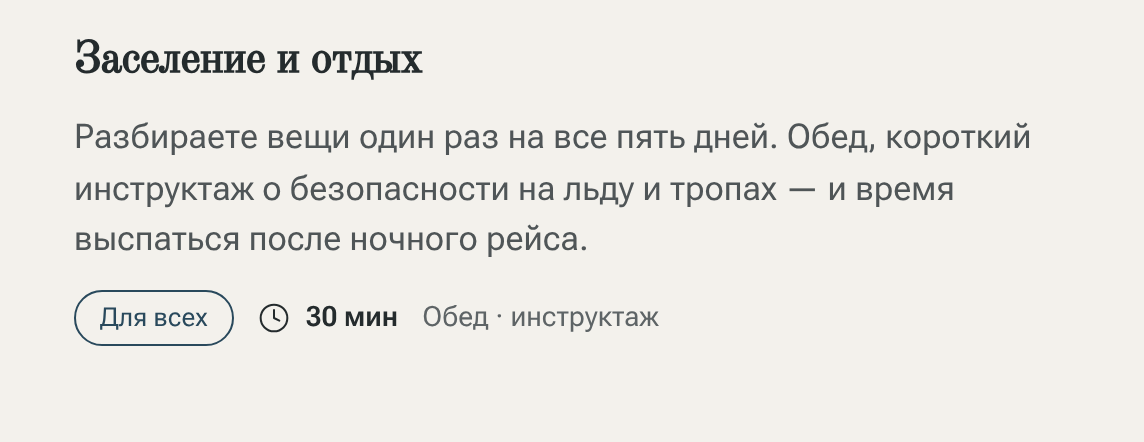 Заселение и отдых
Разбираете вещи один раз на все пять дней. Обед, короткий
инструктаж о безопасности на льду и тропах — и время
выспаться после ночного рейса.
Для всех 30 мин Обед · инструктаж